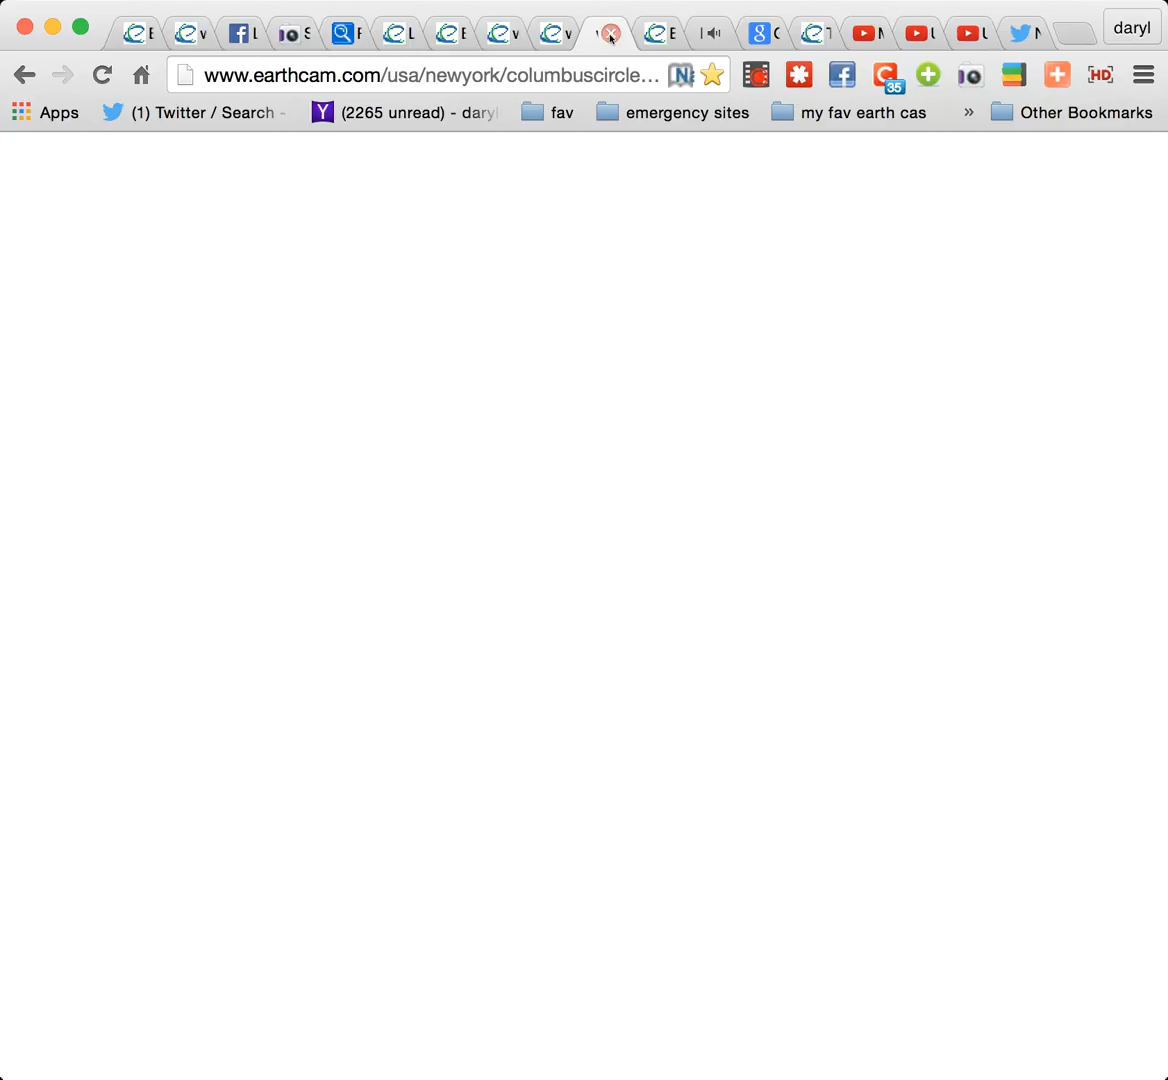 E w L S F L E w w E C T M U U N daryl
www.earthcam.com/usa/newyork/columbuscircle... N 35 HD
Apps (1) Twitter / Search - Y (2265 unread) - daryl fav emergency sites my fav earth cas » Other Bookmarks